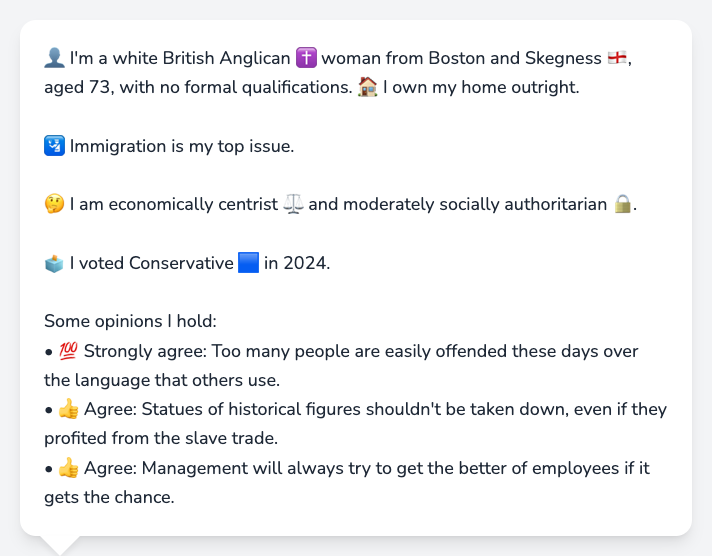 👤 I'm a white British Anglican ✝️ woman from Boston and Skegness 🏴󠁧󠁢󠁥󠁮󠁧󠁿,
aged 73, with no formal qualifications. 🏠 I own my home outright.
🛂 Immigration is my top issue.
🤔 I am economically centrist ⚖️ and moderately socially authoritarian 🔒.
🗳️ I voted Conservative 🟦 in 2024.
Some opinions I hold:
• 💯 Strongly agree: Too many people are easily offended these days over
the language that others use.
• 👍 Agree: Statues of historical figures shouldn't be taken down, even if they
profited from the slave trade.
• 👍 Agree: Management will always try to get the better of employees if it
gets the chance.